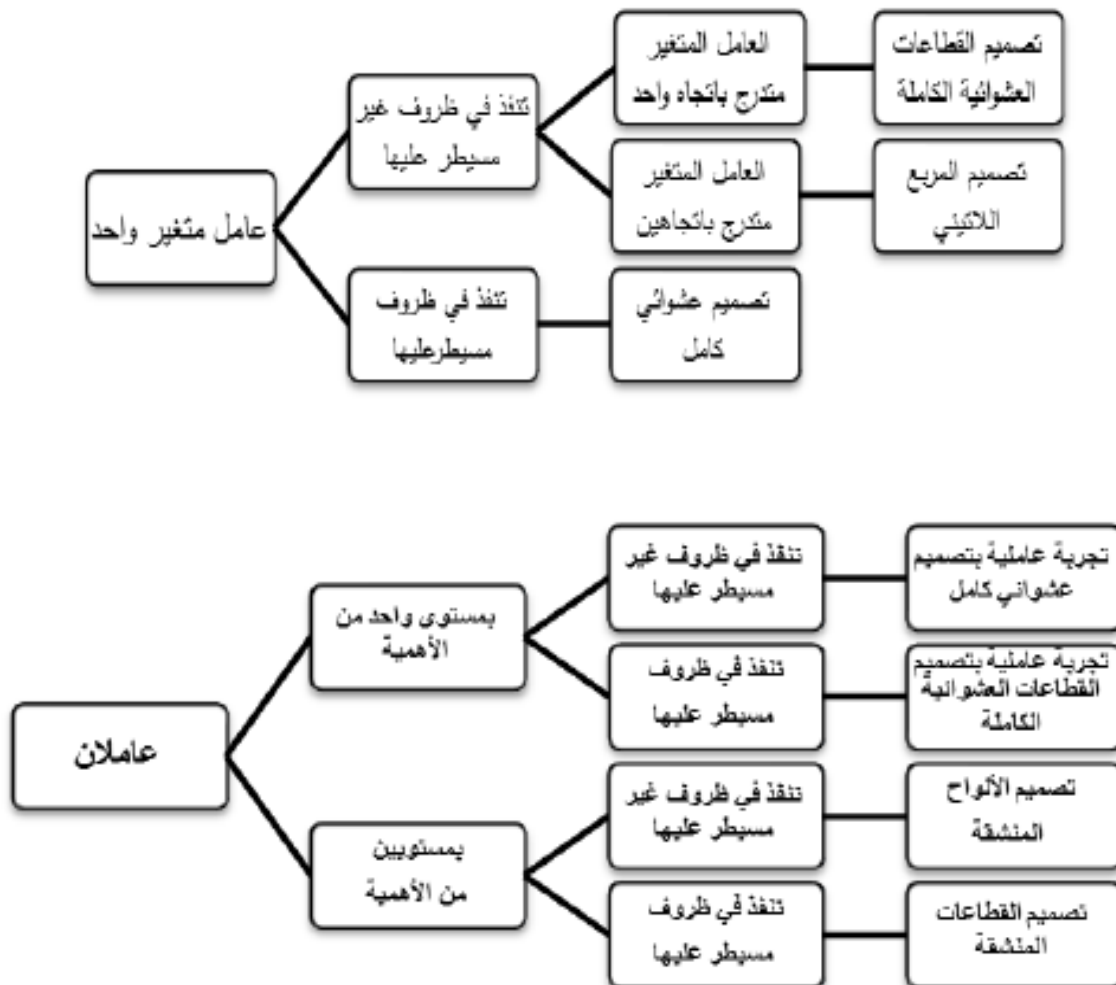 عامل متغير واحد
تنفذ في ظروف غير
مسيطر عليها
العامل المتغير
متدرج باتجاه واحد
تصميم القطاعات
العشوائية الكاملة
العامل المتغير
متدرج باتجاهين
تصميم المربع
اللاتيني
تنفذ في ظروف
مسيطرعليها
تصميم عشوائي
كامل
عاملان
بمستوى واحد من
الأهمية
تنفذ في ظروف غير
مسيطر عليها
تجربة عاملية بتصميم
عشوائي كامل
تنفذ في ظروف
مسيطر عليها
تجربة عاملية بتصميم
القطاعات العشوائية
الكاملة
بمستويين
من الأهمية
تنفذ في ظروف غير
مسيطر عليها
تصميم الألواح
المنشقة
تنفذ في ظروف
مسيطر عليها
تصميم القطاعات
المنشقة